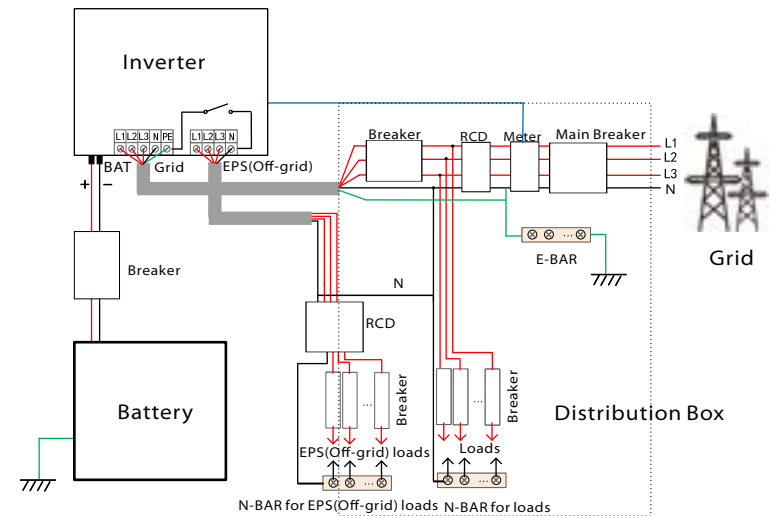 Inverter
L1 L2 L3 N PE
L1 L2 L3 N
BAT Grid EPS(Off-grid)
+ −
Breaker
RCD
Meter
Main Breaker
L1
L2
L3
N
Grid
E-BAR
...
Breaker
N
RCD
Battery
...
Breaker
...
Breaker
Distribution Box
EPS(Off-grid) loads
Loads
...
...
N-BAR for EPS(Off-grid) loads
N-BAR for loads